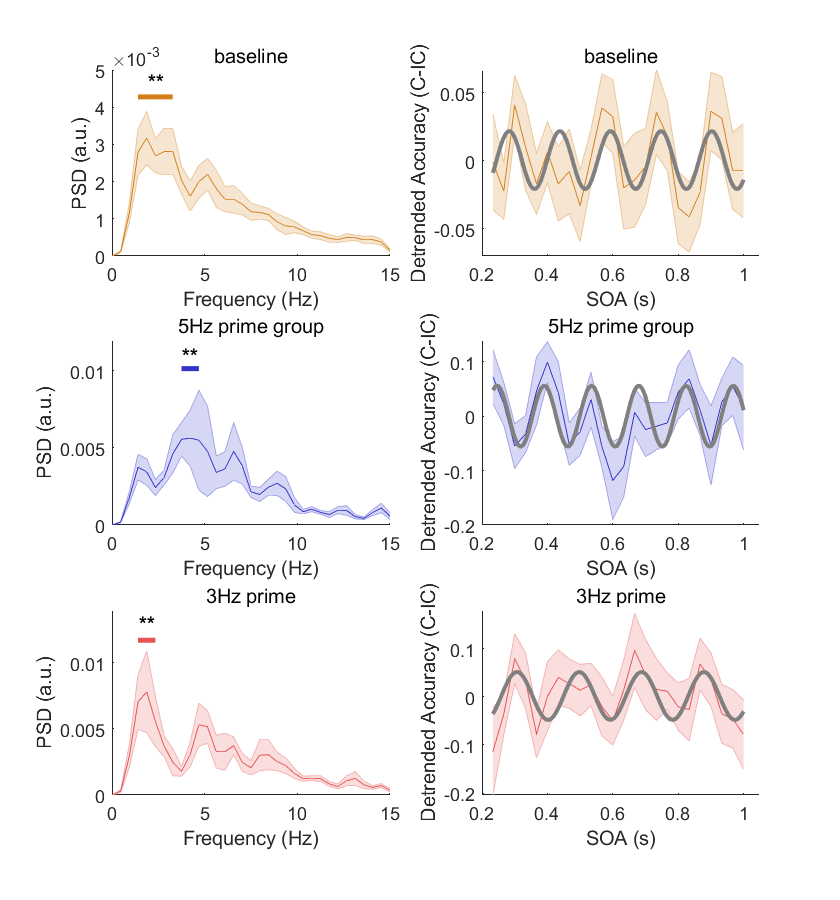 baseline
×10⁻³
**
5
4
3
2
1
0
PSD (a.u.)
0 5 10 15
Frequency (Hz)
baseline
0.05
0
-0.05
Detrended Accuracy (C-IC)
0.2 0.4 0.6 0.8 1
SOA (s)
5Hz prime group
**
0.01
0.005
0
PSD (a.u.)
0 5 10 15
Frequency (Hz)
5Hz prime group
0.1
0
-0.1
-0.2
Detrended Accuracy (C-IC)
0.2 0.4 0.6 0.8 1
SOA (s)
3Hz prime
**
0.01
0.005
0
PSD (a.u.)
0 5 10 15
Frequency (Hz)
3Hz prime
0.1
0
-0.1
-0.2
Detrended Accuracy (C-IC)
0.2 0.4 0.6 0.8 1
SOA (s)